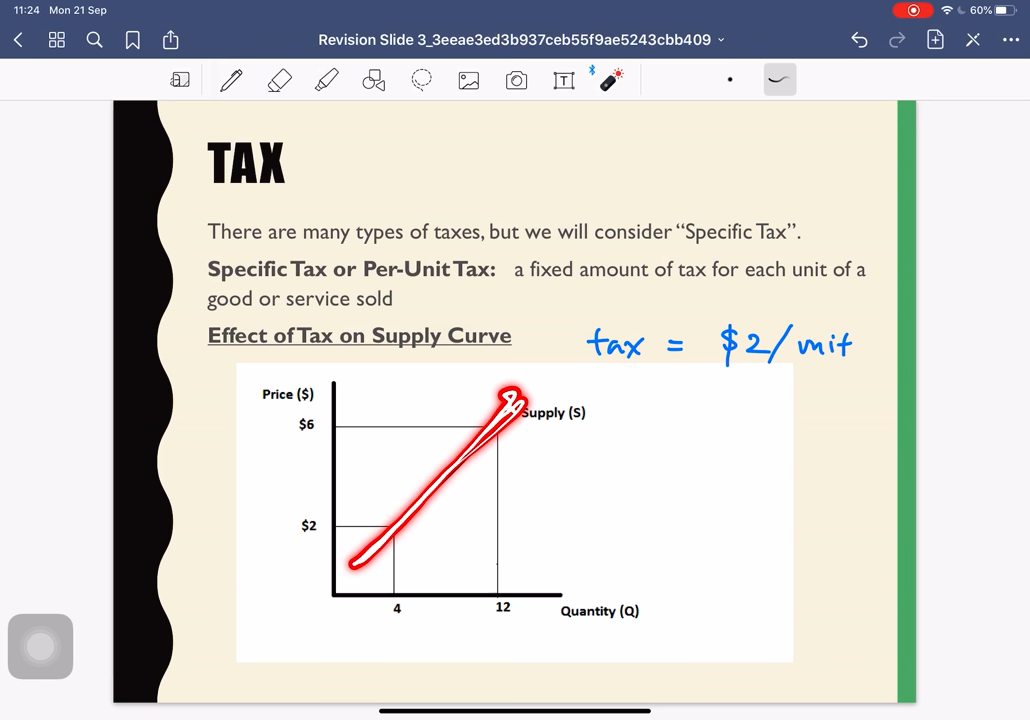 11:24 Mon 21 Sep
60%
Revision Slide 3_3eeae3ed3b937ceb55f9ae5243cbb409
T
TAX
There are many types of taxes, but we will consider “Specific Tax”.
Specific Tax or Per-Unit Tax: a fixed amount of tax for each unit of a
good or service sold
Effect of Tax on Supply Curve
tax = $2/unit
Price ($)
Supply (S)
$6
$2
4
12
Quantity (Q)